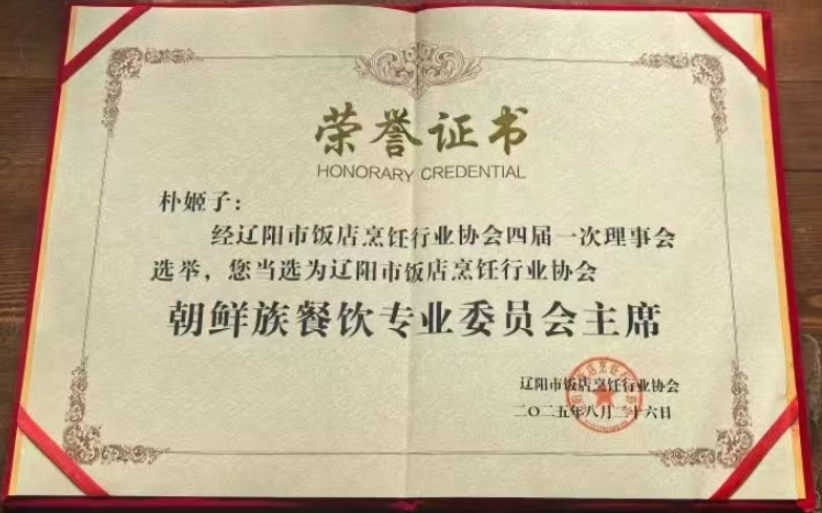 荣誉证书
HONORARY CREDENTIAL
朴姬子:
经辽阳市饭店烹饪行业协会四届一次理事会
选举,您当选为辽阳市饭店烹饪行业协会
朝鲜族餐饮专业委员会主席
辽阳市饭店烹饪行业协会
二〇二五年八月二十六日